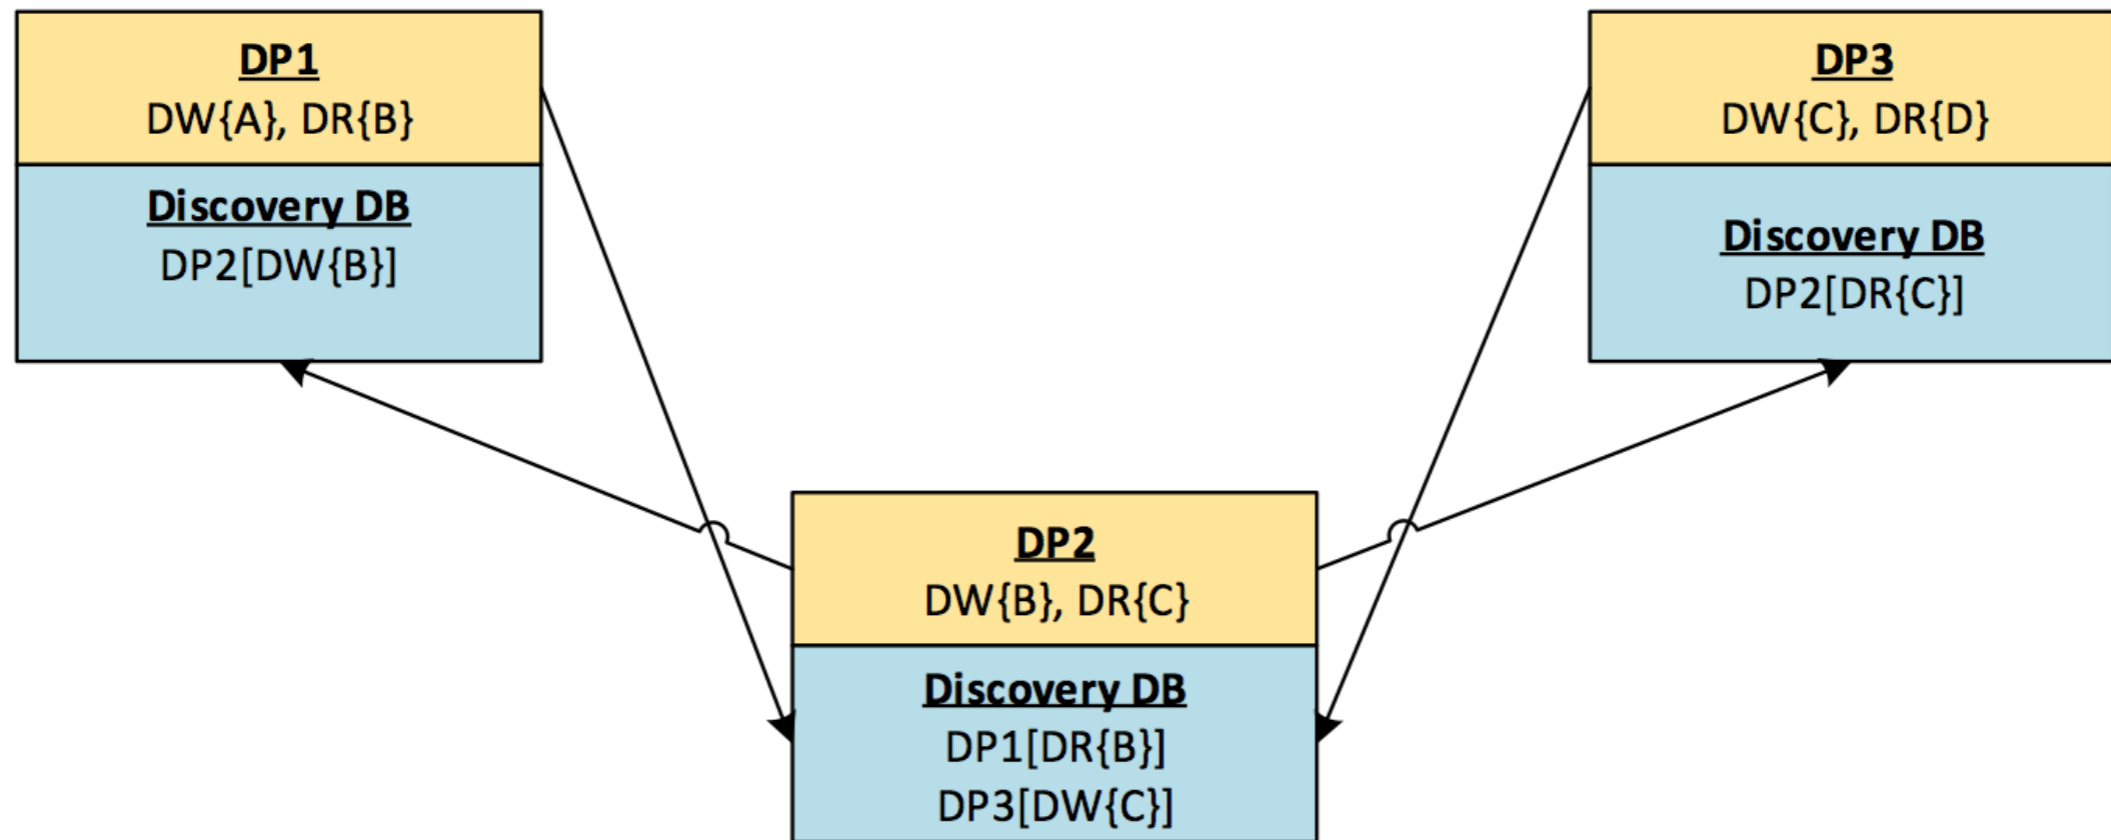 DP1
DW{A}, DR{B}
Discovery DB
DP2[DW{B}]
DP3
DW{C}, DR{D}
Discovery DB
DP2[DR{C}]
DP2
DW{B}, DR{C}
Discovery DB
DP1[DR{B}]
DP3[DW{C}]